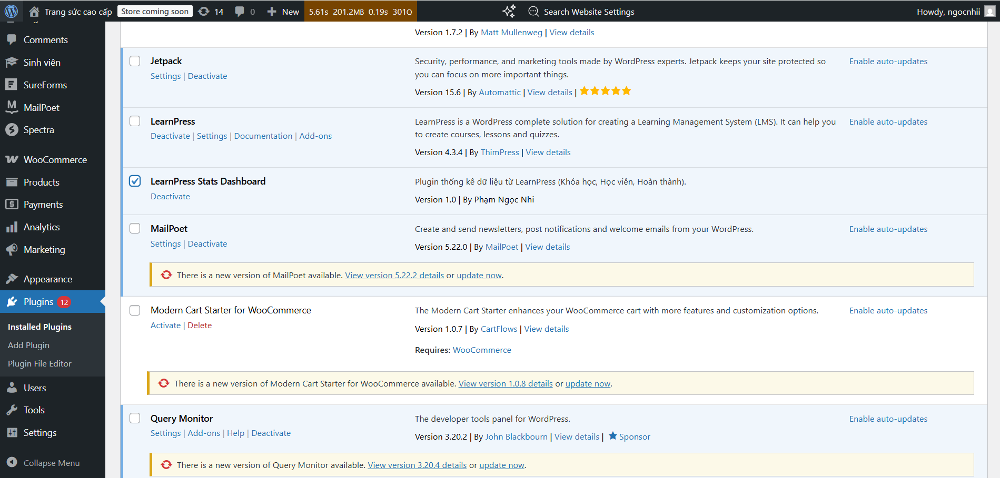 Trang sức cao cấp Store coming soon 14 0 New 5.61s 201.2MB 0.19s 301Q Search Website Settings Howdy, ngocnhii
Comments
Sinh viên
SureForms
MailPoet
Spectra
WooCommerce
Products
Payments
Analytics
Marketing
Appearance
Plugins 12
Installed Plugins
Add Plugin
Plugin File Editor
Users
Tools
Settings
Collapse Menu
Version 1.7.2 | By Matt Mullenweg | View details
Jetpack
Settings | Deactivate
Security, performance, and marketing tools made by WordPress experts. Jetpack keeps your site protected so
you can focus on more important things.
Version 15.6 | By Automattic | View details |
Enable auto-updates
LearnPress
Deactivate | Settings | Documentation | Add-ons
LearnPress is a WordPress complete solution for creating a Learning Management System (LMS). It can help you
to create courses, lessons and quizzes.
Version 4.3.4 | By ThimPress | View details
Enable auto-updates
LearnPress Stats Dashboard
Deactivate
Plugin thống kê dữ liệu từ LearnPress (Khóa học, Học viên, Hoàn thành).
Version 1.0 | By Phạm Ngọc Nhi
MailPoet
Settings | Deactivate
Create and send newsletters, post notifications and welcome emails from your WordPress.
Version 5.22.0 | By MailPoet | View details
Enable auto-updates
There is a new version of MailPoet available. View version 5.22.2 details or update now.
Modern Cart Starter for WooCommerce
Activate | Delete
The Modern Cart Starter enhances your WooCommerce cart with more features and customization options.
Version 1.0.7 | By CartFlows | View details
Requires: WooCommerce
Enable auto-updates
There is a new version of Modern Cart Starter for WooCommerce available. View version 1.0.8 details or update now.
Query Monitor
Settings | Add-ons | Help | Deactivate
The developer tools panel for WordPress.
Version 3.20.2 | By John Blackbourn | View details | Sponsor
Enable auto-updates
There is a new version of Query Monitor available. View version 3.20.4 details or update now.